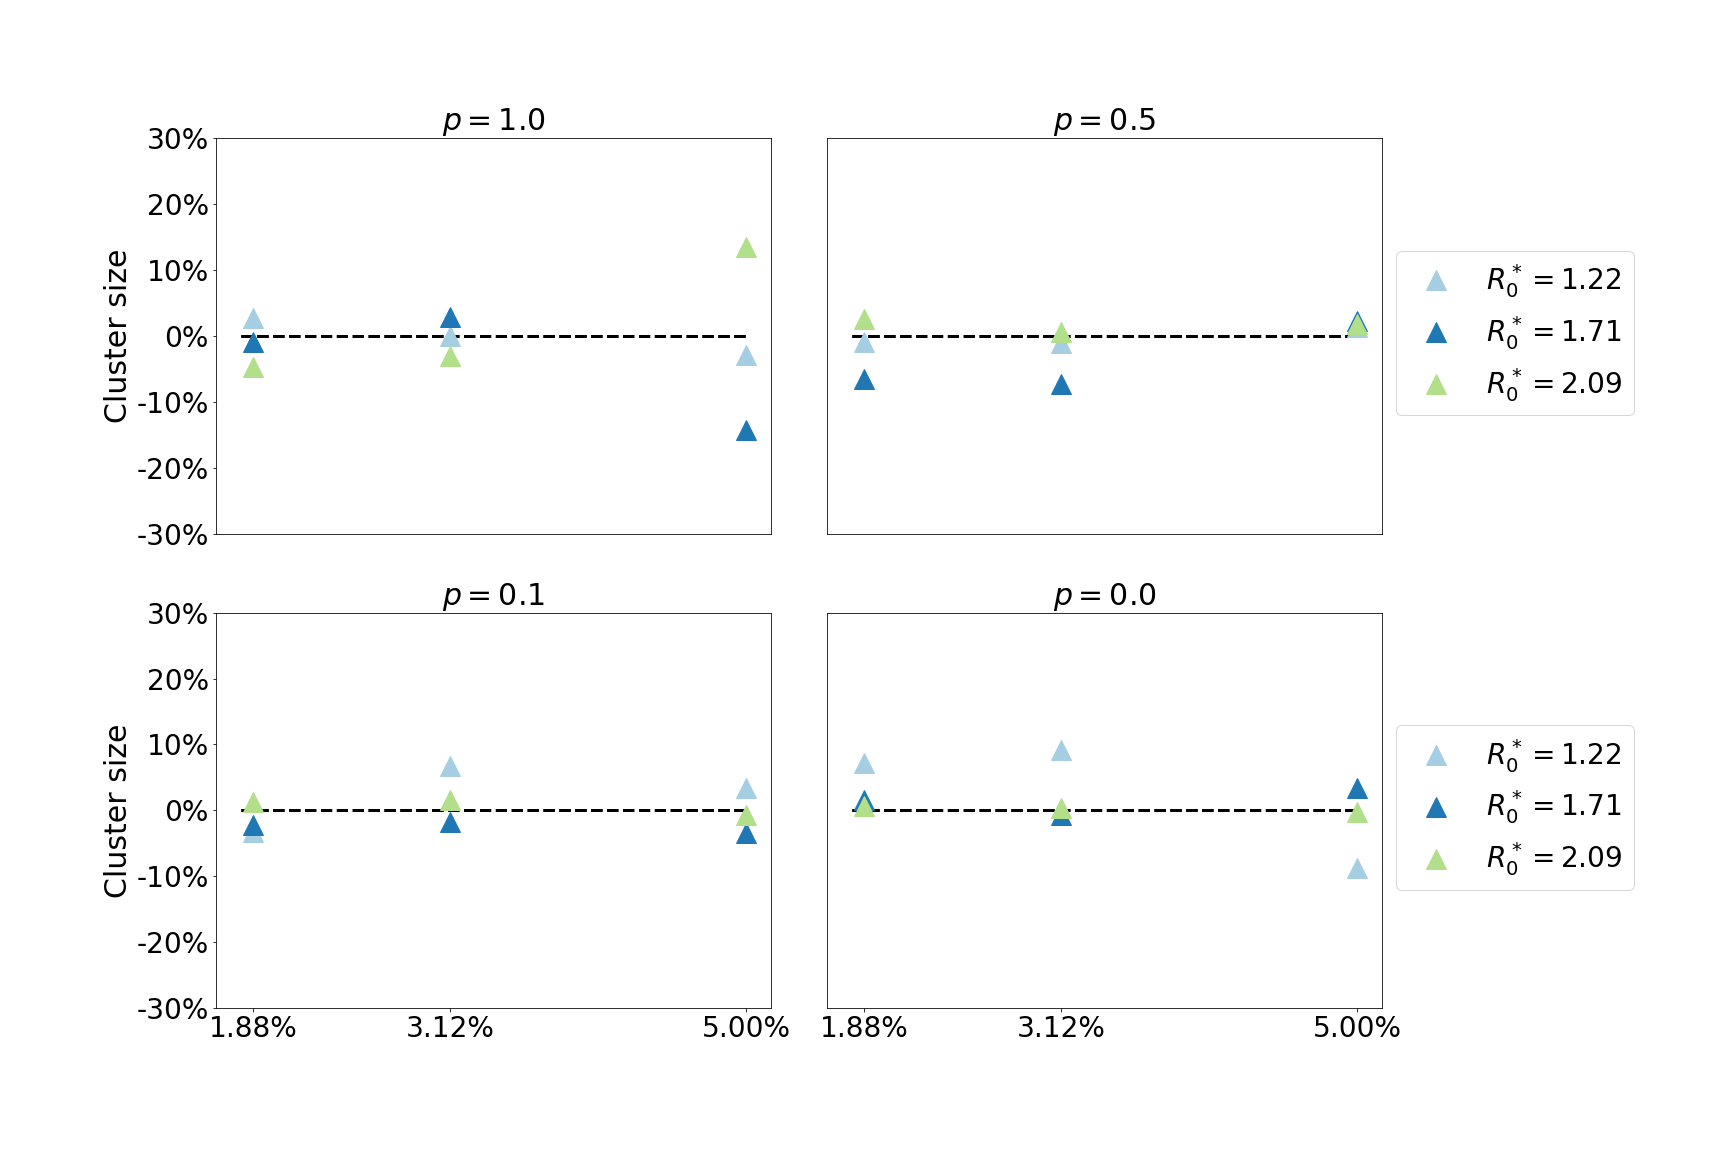 p = 1.0
p = 0.5
30%
20%
10%
0%
-10%
-20%
-30%
Cluster size
R₀* = 1.22
R₀* = 1.71
R₀* = 2.09
p = 0.1
p = 0.0
30%
20%
10%
0%
-10%
-20%
-30%
Cluster size
1.88% 3.12% 5.00%
1.88% 3.12% 5.00%
R₀* = 1.22
R₀* = 1.71
R₀* = 2.09